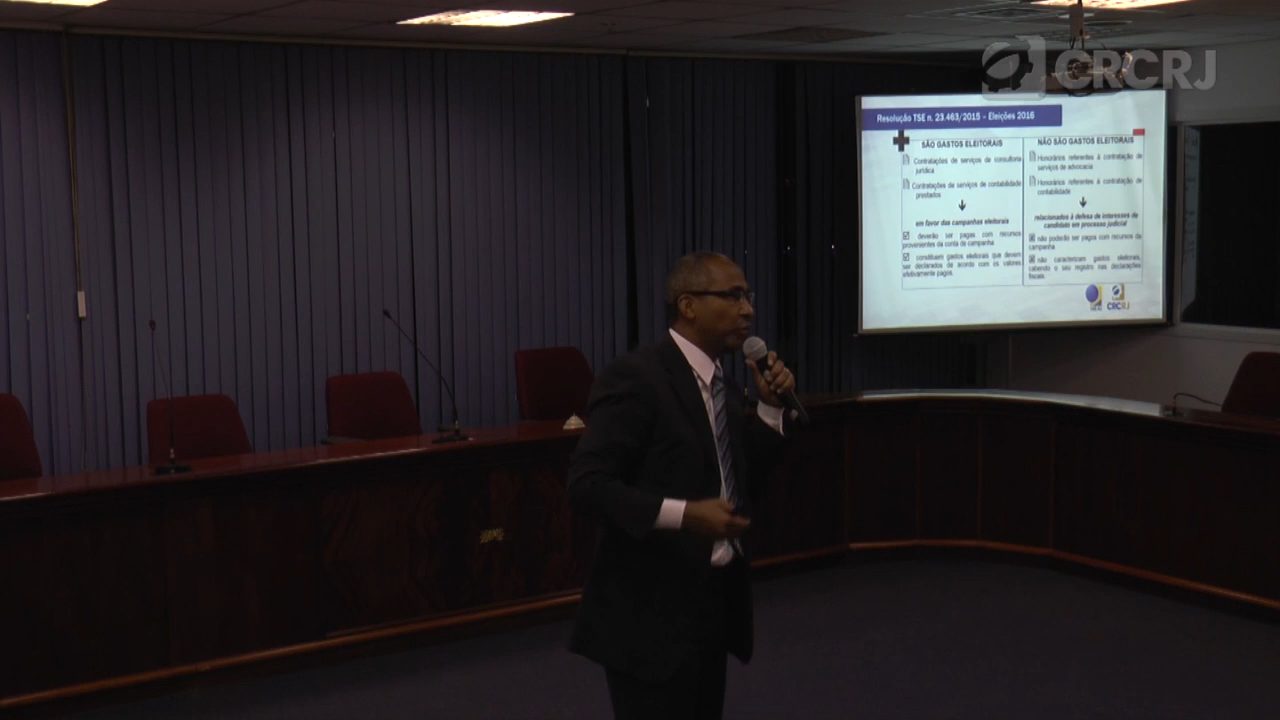 CRCRJ
Resolução TSE n. 23.463/2015 – Eleições 2016
SÃO GASTOS ELEITORAIS
Contratações de serviços de consultoria
jurídica
Contratações de serviços de contabilidade
prestados
em favor das campanhas eleitorais
deverão ser pagas com recursos
provenientes da conta de campanha
constituem gastos eleitorais que devem
ser declarados de acordo com os valores
efetivamente pagos.
NÃO SÃO GASTOS ELEITORAIS
Honorários referentes à contratação de
serviços de advocacia
Honorários referentes à contratação de
contabilidade
relacionados à defesa de interesses de
candidato em processo judicial
não poderão ser pagos com recursos da
campanha
não caracterizam gastos eleitorais,
cabendo o seu registro nas declarações
fiscais.
CRCRJ